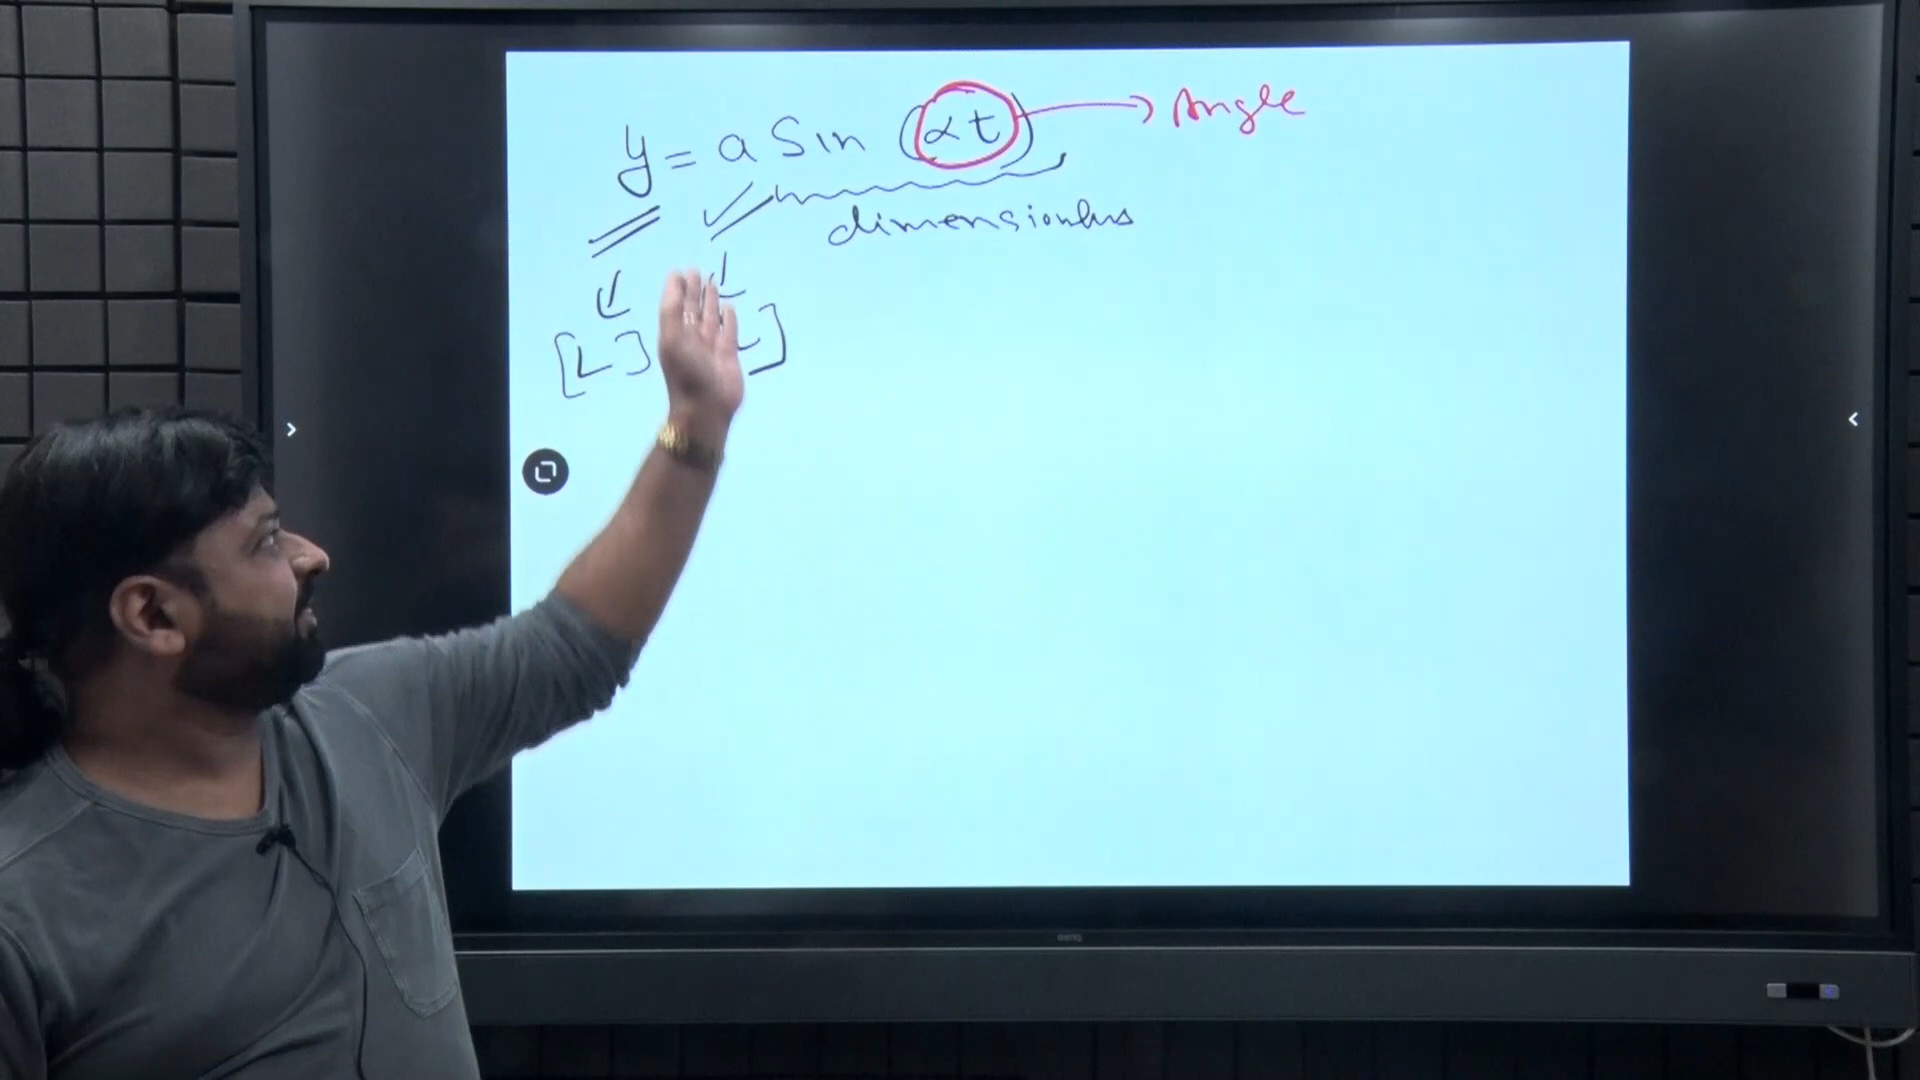 y = a Sin (αt) → Angle
dimensionless
[L] L]